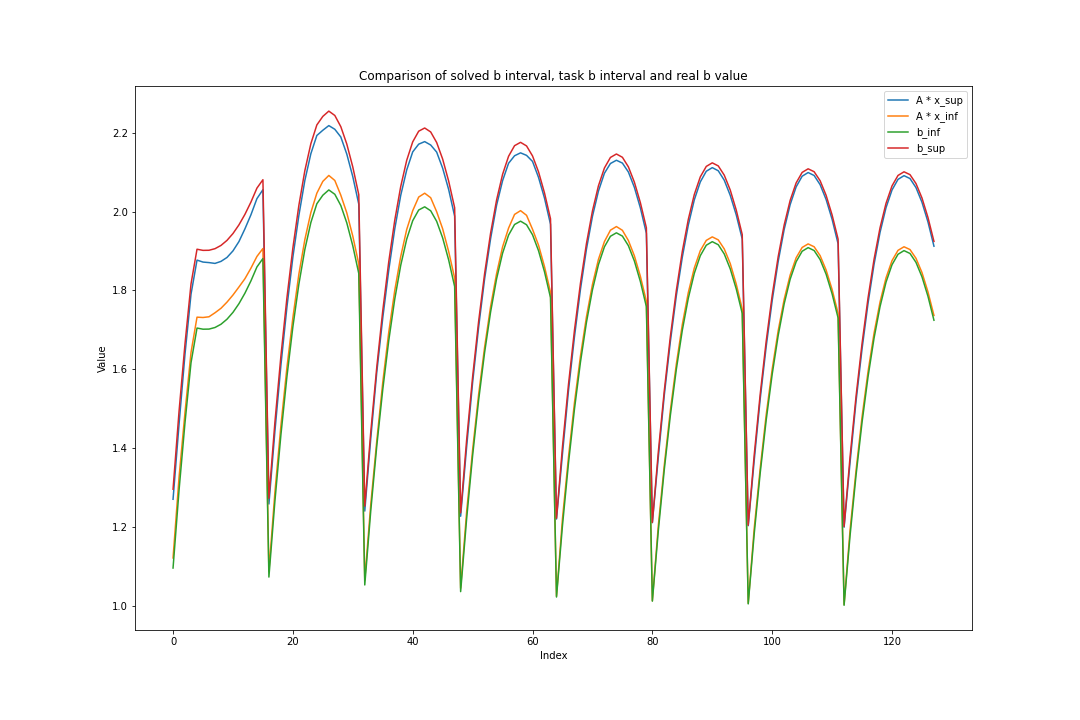 Comparison of solved b interval, task b interval and real b value
A * x_sup
A * x_inf
b_inf
b_sup
Value
2.2
2.0
1.8
1.6
1.4
1.2
1.0
0 20 40 60 80 100 120
Index